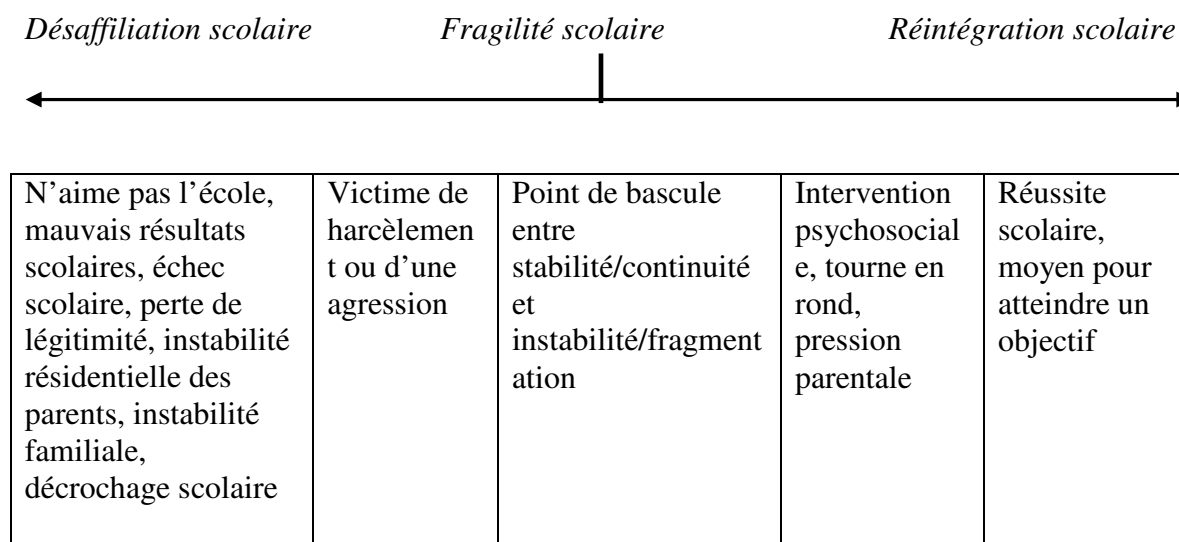 Désaffiliation scolaire Fragilité scolaire Réintégration scolaire
N'aime pas l'école,
mauvais résultats
scolaires, échec
scolaire, perte de
légitimité, instabilité
résidentielle des
parents, instabilité
familiale,
décrochage scolaire
Victime de
harcèlemen
t ou d'une
agression
Point de bascule
entre
stabilité/continuité
et
instabilité/fragment
ation
Intervention
psychosocial
e, tourne en
rond,
pression
parentale
Réussite
scolaire,
moyen pour
atteindre un
objectif